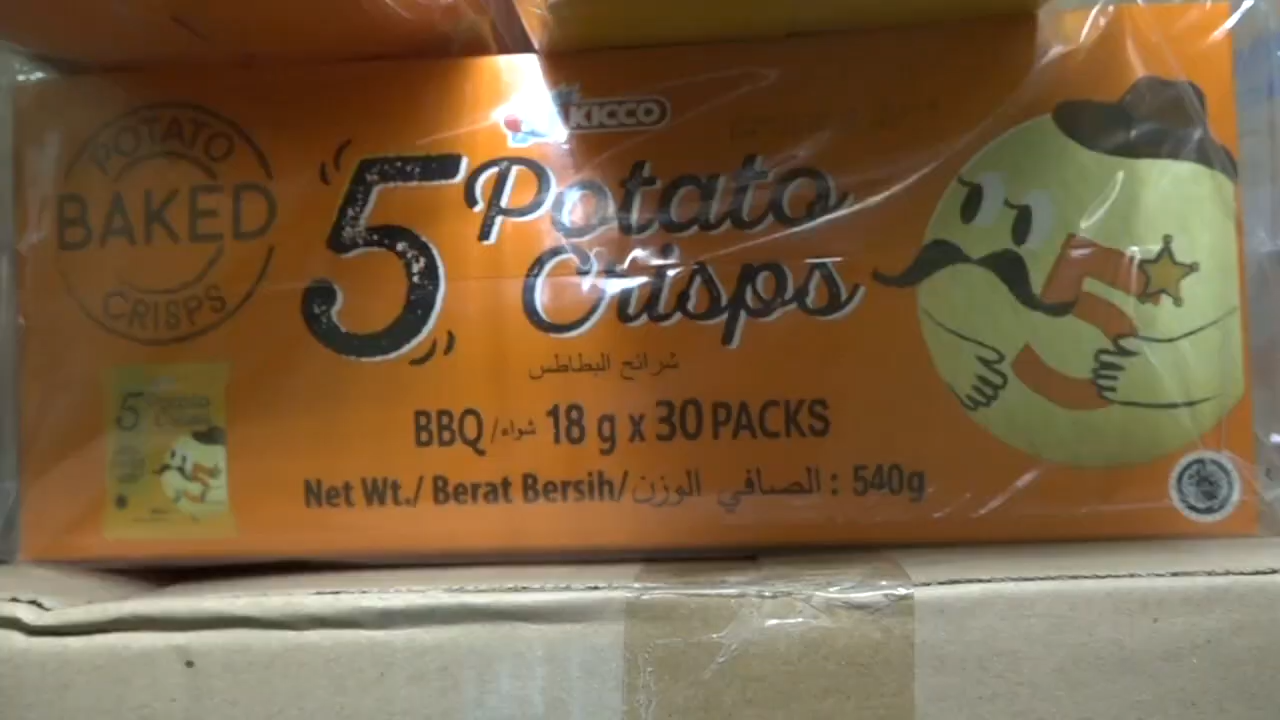 KICCO
POTATO
BAKED
CRISPS
5 Potato
Crisps
شرائح البطاطس
BBQ / شواء 18 g x 30 PACKS
Net Wt./ Berat Bersih/ الوزن الصافي : 540g
5